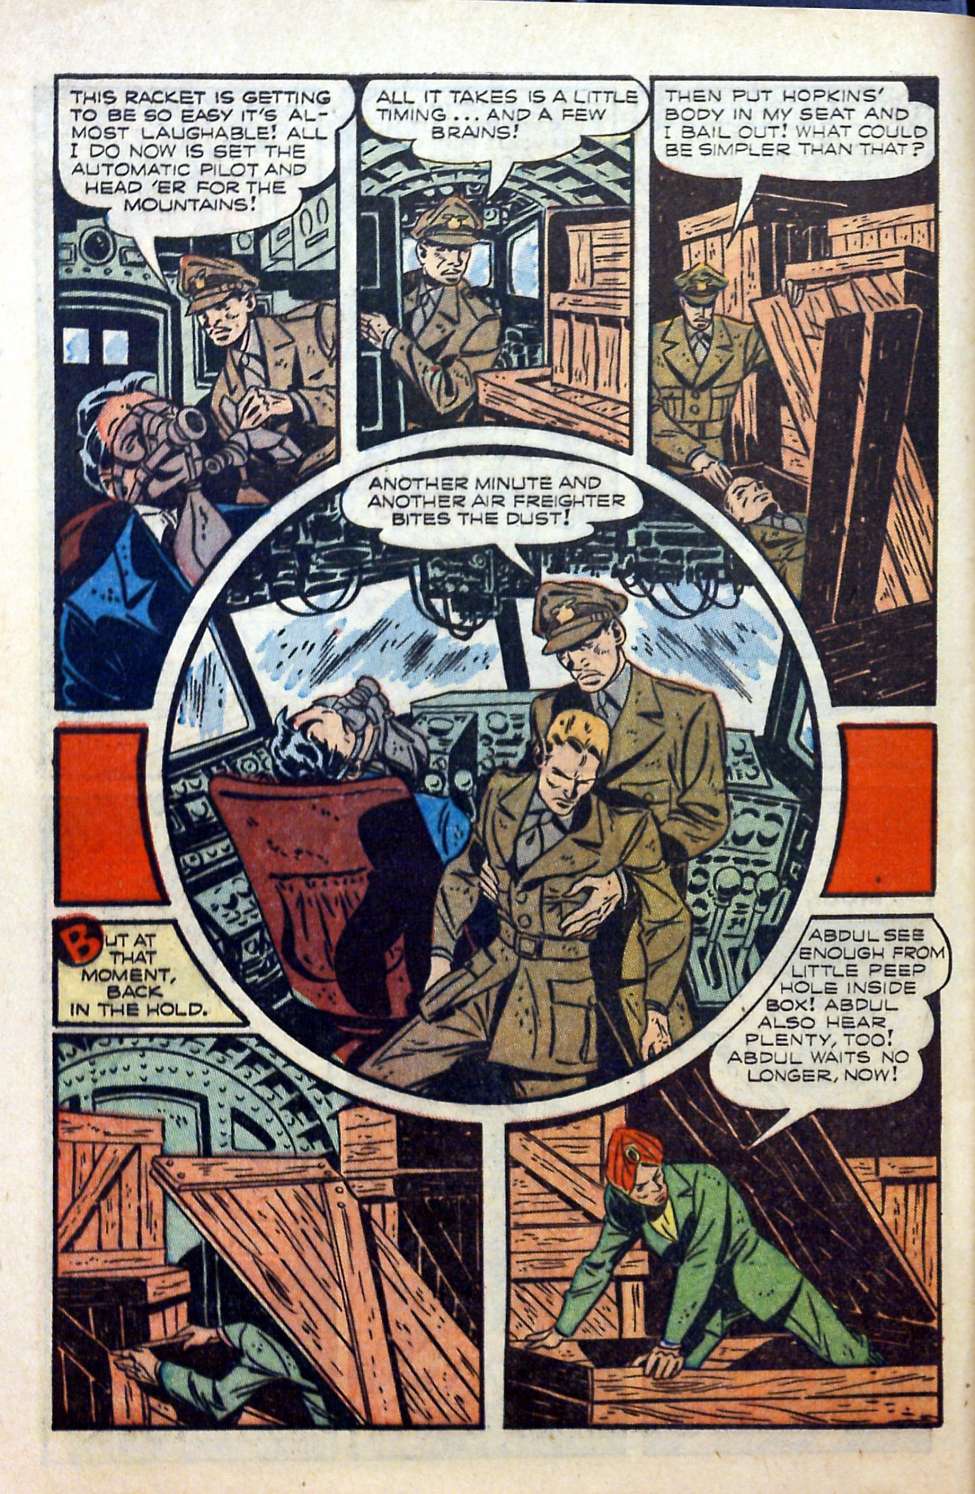 THIS RACKET IS GETTING
TO BE SO EASY IT'S AL-
MOST LAUGHABLE! ALL
I DO NOW IS SET THE
AUTOMATIC PILOT AND
HEAD 'ER FOR THE
MOUNTAINS!
ALL IT TAKES IS A LITTLE
TIMING... AND A FEW
BRAINS!
THEN PUT HOPKINS'
BODY IN MY SEAT AND
I BAIL OUT! WHAT COULD
BE SIMPLER THAN THAT?
ANOTHER MINUTE AND
ANOTHER AIR FREIGHTER
BITES THE DUST!
BUT AT
THAT
MOMENT,
BACK
IN THE HOLD.
ABDUL SEE
ENOUGH FROM
LITTLE PEEP
HOLE INSIDE
BOX! ABDUL
ALSO HEAR
PLENTY, TOO!
ABDUL WAITS NO
LONGER, NOW!